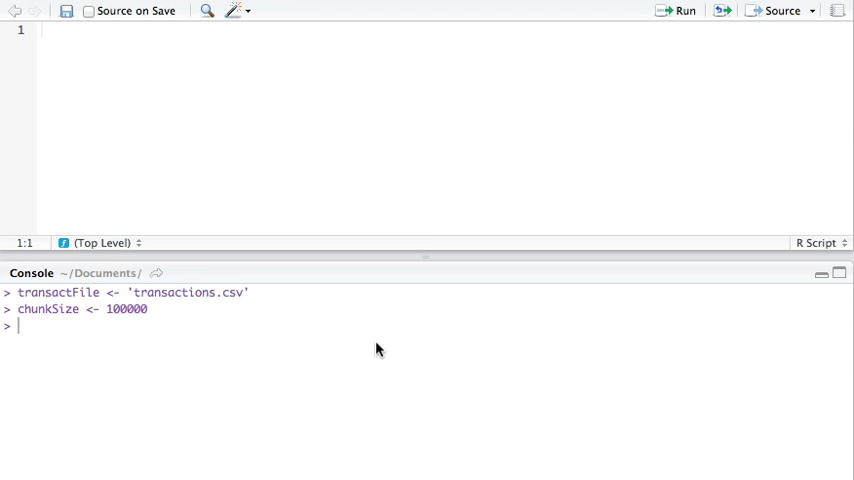 Source on Save Run Source
1
1:1 (Top Level) R Script
Console ~/Documents/
> transactFile <- 'transactions.csv'
> chunkSize <- 100000
>